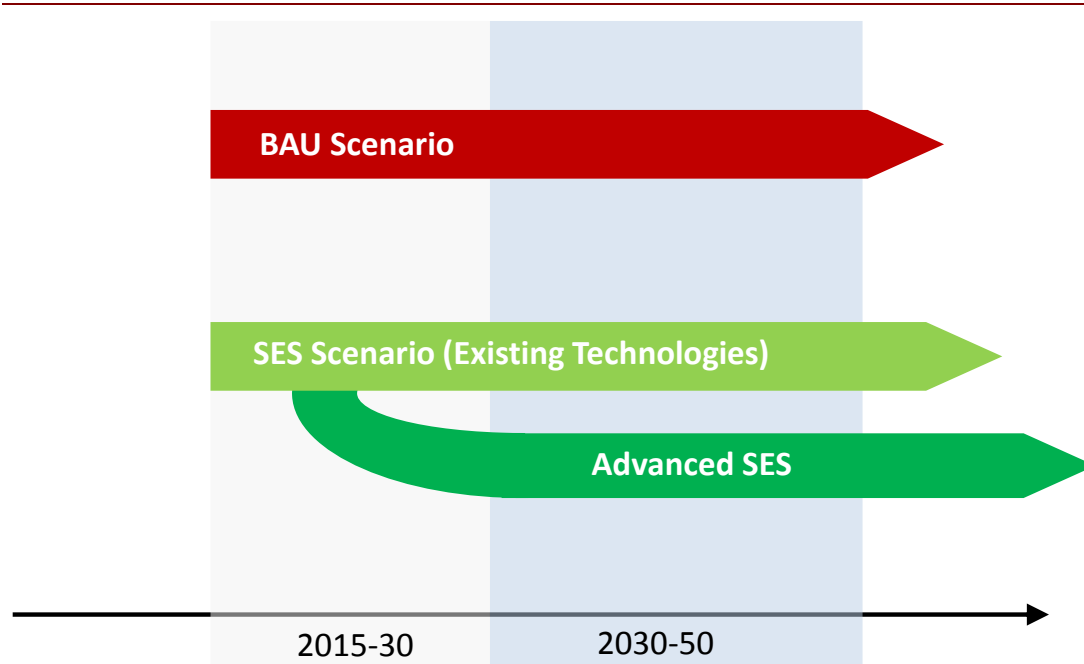 BAU Scenario
SES Scenario (Existing Technologies)
Advanced SES
2015-30
2030-50